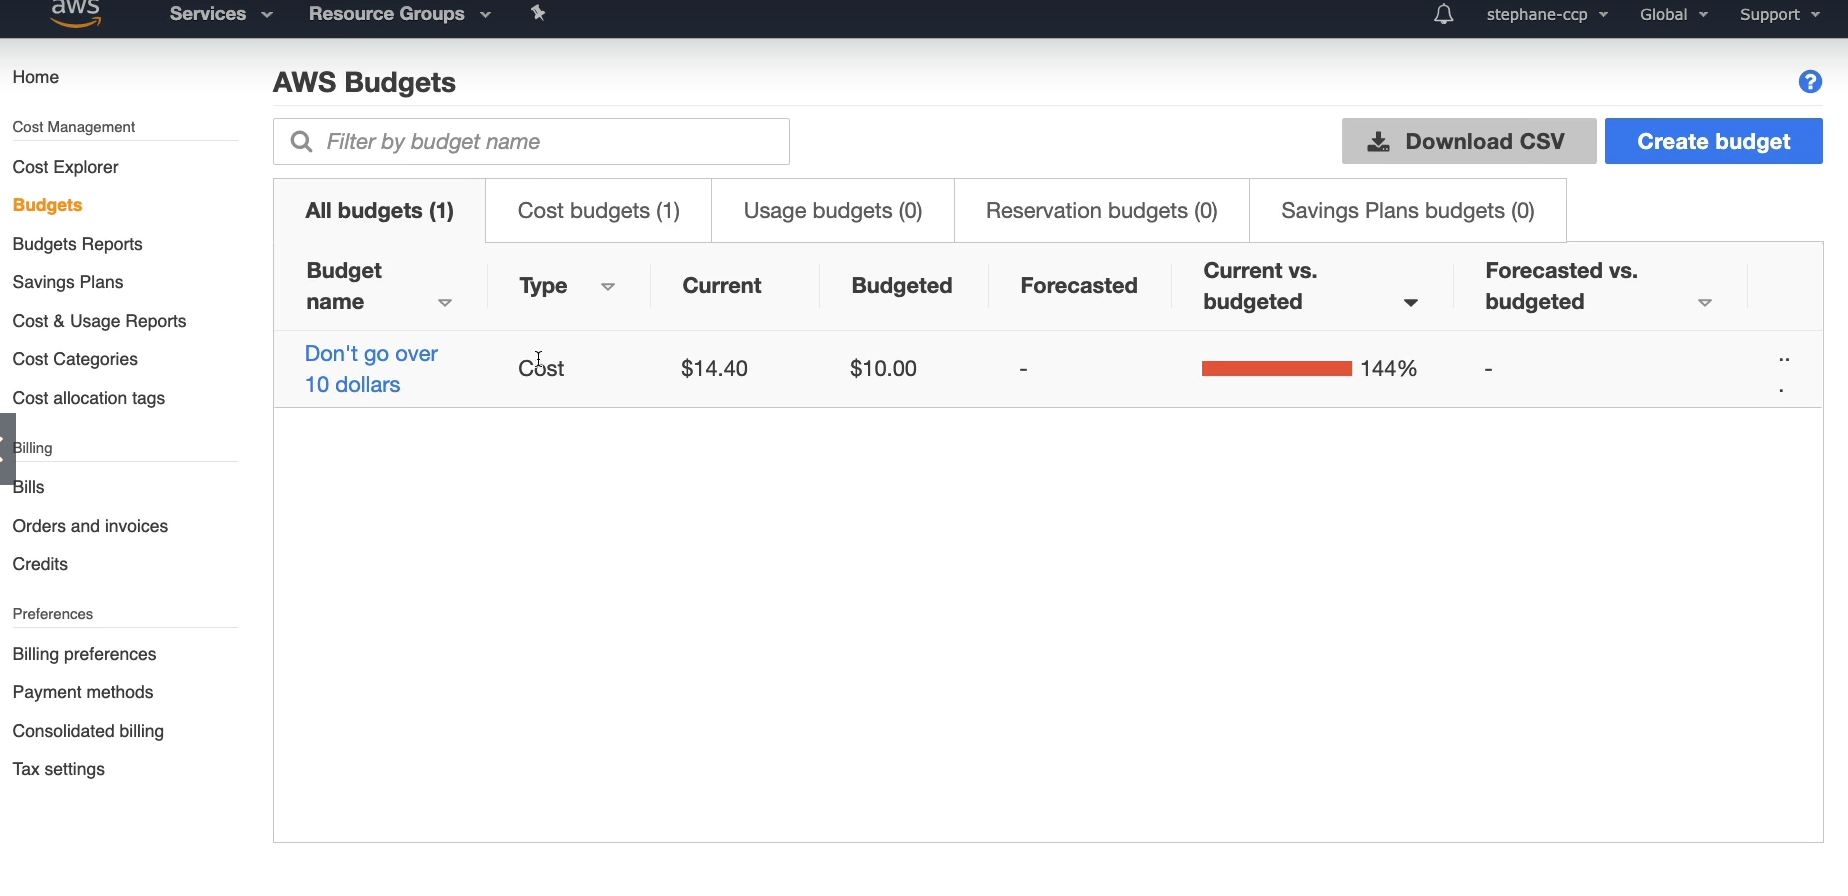 aws Services Resource Groups stephane-ccp Global Support
Home
Cost Management
Cost Explorer
Budgets
Budgets Reports
Savings Plans
Cost & Usage Reports
Cost Categories
Cost allocation tags
Billing
Bills
Orders and invoices
Credits
Preferences
Billing preferences
Payment methods
Consolidated billing
Tax settings
AWS Budgets ?
Filter by budget name Download CSV Create budget
All budgets (1) Cost budgets (1) Usage budgets (0) Reservation budgets (0) Savings Plans budgets (0)
Budget name Type Current Budgeted Forecasted Current vs. budgeted Forecasted vs. budgeted
Don't go over
10 dollars
Cost $14.40 $10.00 - 144% - ...